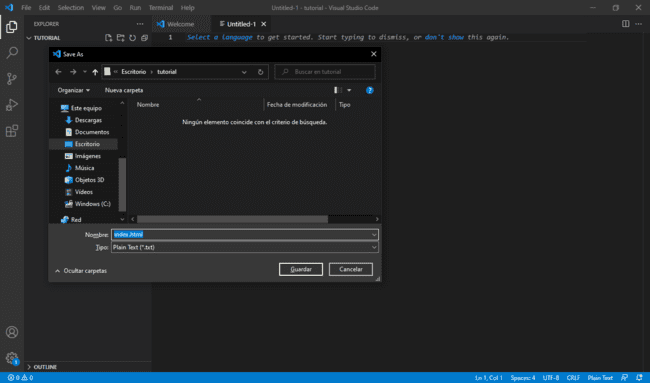 File Edit Selection View Go Run Terminal Help
Untitled-1 - tutorial - Visual Studio Code
EXPLORER
Welcome
Untitled-1
TUTORIAL
1 Select a language to get started. Start typing to dismiss, or don't show this again.
Save As
Escritorio
tutorial
Buscar en tutorial
Organizar
Nueva carpeta
Nombre
Fecha de modificación
Tipo
Ningún elemento coincide con el criterio de búsqueda.
Este equipo
Descargas
Documentos
Escritorio
Imágenes
Música
Objetos 3D
Vídeos
Windows (C:)
Red
Nombre: index.html
Tipo: Plain Text (*.txt)
Ocultar carpetas
Guardar
Cancelar
OUTLINE
0 0
Ln 1, Col 1
Spaces: 4
UTF-8
CRLF
Plain Text